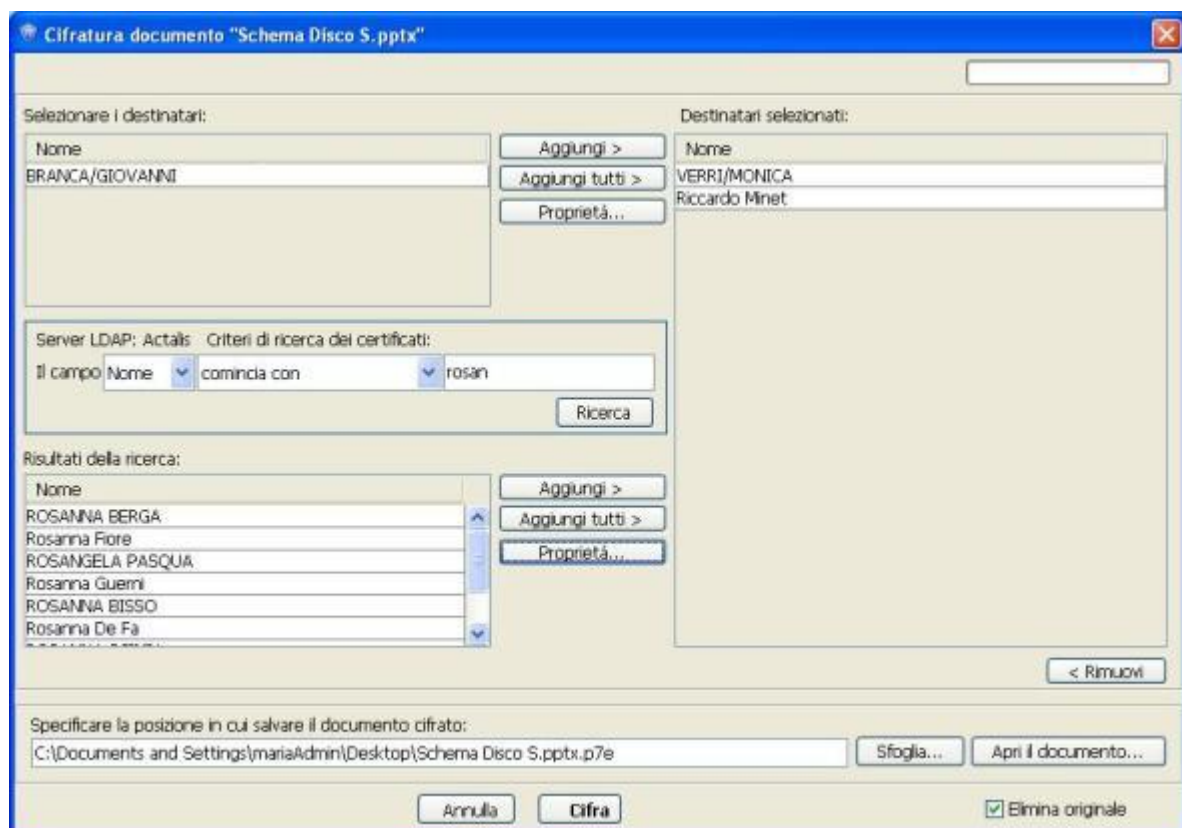 Cifratura documento "Schema Disco S.pptx"
Selezionare i destinatari:
Nome
BRANCA/GIOVANNI
Aggiungi >
Aggiungi tutti >
Proprietá...
Destinatari selezionati:
Nome
VERRI/MONICA
Riccardo Minet
Server LDAP: Actalis Criteri di ricerca dei certificati:
Il campo Nome comincia con rosan
Ricerca
Risultati della ricerca:
Nome
ROSANNA BERGA
Rosanna Fiore
ROSANGELA PASQUA
Rosanna Guerni
ROSANNA BISSO
Rosanna De Fa
Aggiungi >
Aggiungi tutti >
Proprietá...
< Rimuovi
Specificare la posizione in cui salvare il documento cifrato:
C:\Documents and Settings\mariaAdmin\Desktop\Schema Disco S.pptx.p7e
Sfoglia... Apri il documento...
Annulla Cifra Elimina originale